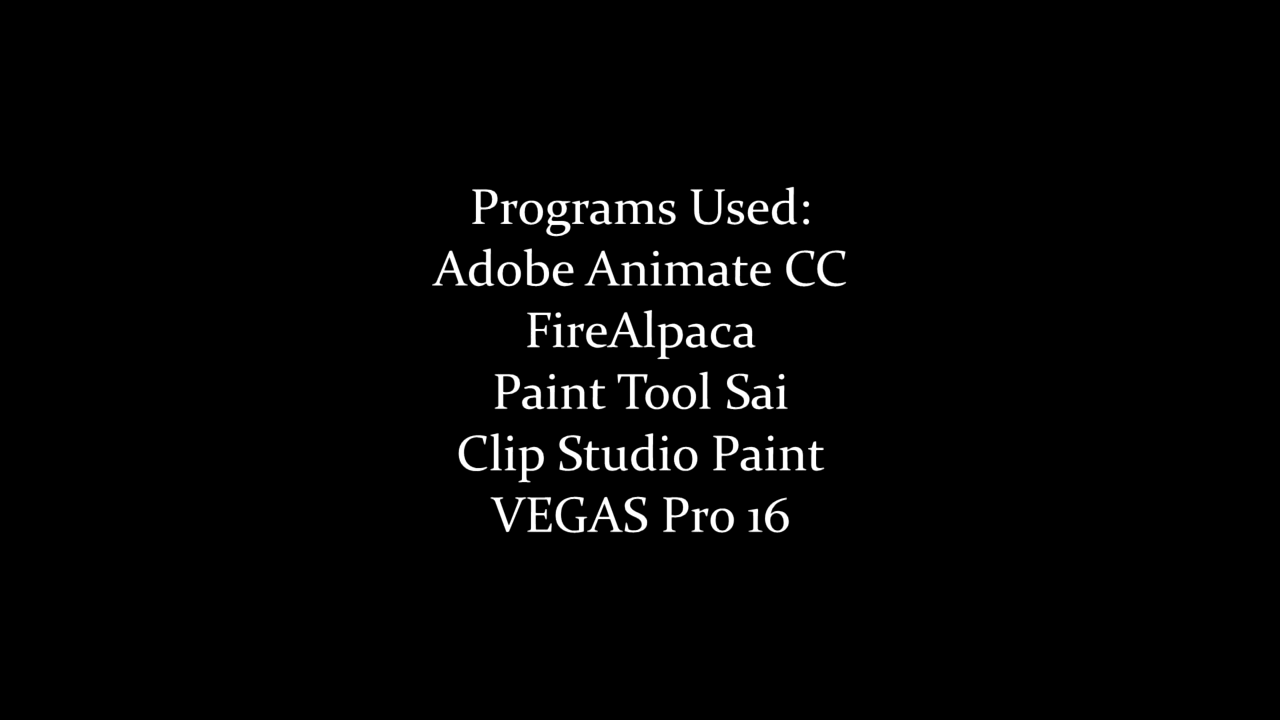 Programs Used:
Adobe Animate CC
FireAlpaca
Paint Tool Sai
Clip Studio Paint
VEGAS Pro 16